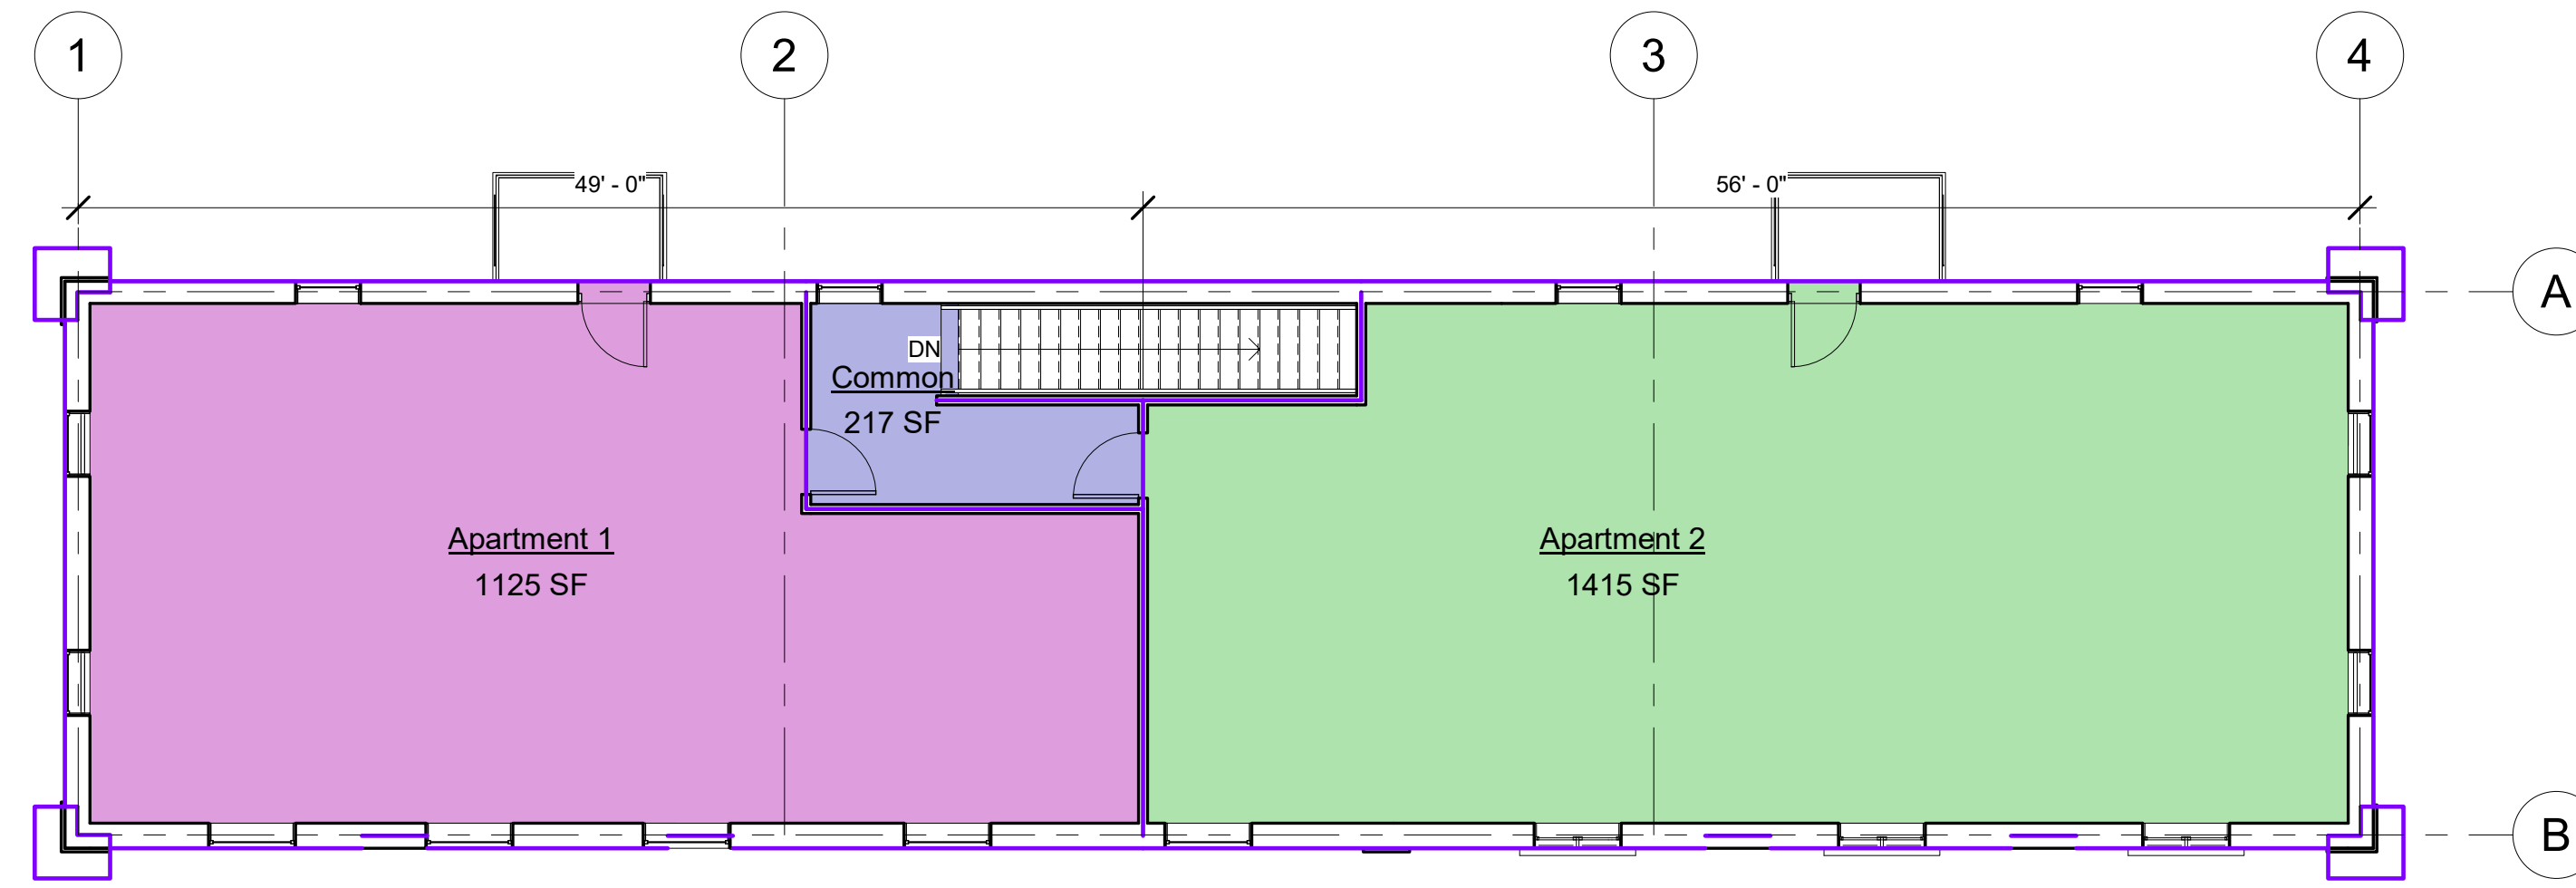 1 2 3 4
49' - 0" 56' - 0"
A
DN
Common
217 SF
Apartment 1
1125 SF
Apartment 2
1415 SF
B